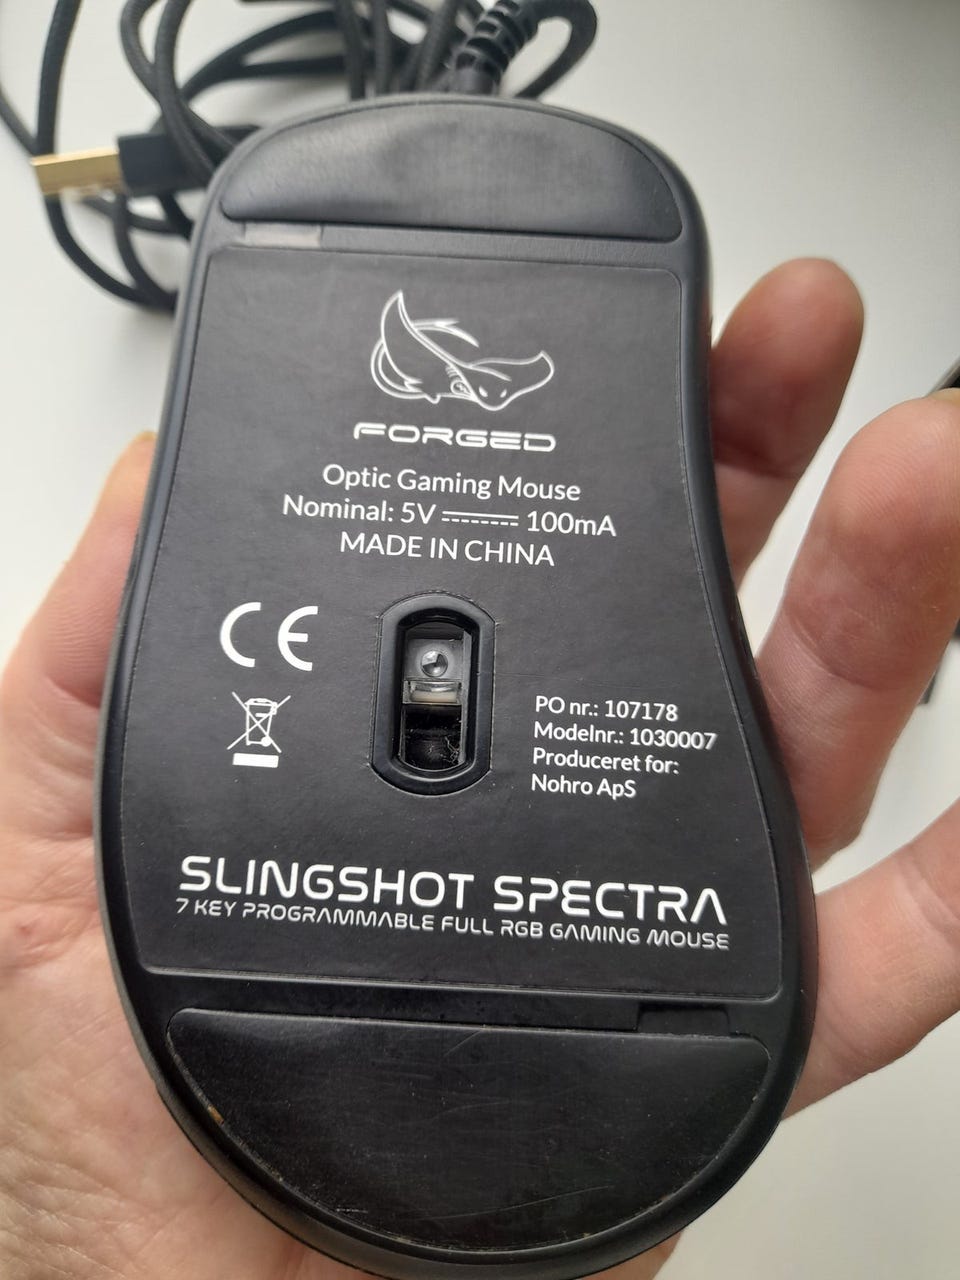 FORGED
Optic Gaming Mouse
Nominal: 5V ⎓ 100mA
MADE IN CHINA
CE
PO nr.: 107178
Modelnr.: 1030007
Produceret for:
Nohro ApS
SLINGSHOT SPECTRA
7 KEY PROGRAMMABLE FULL RGB GAMING MOUSE